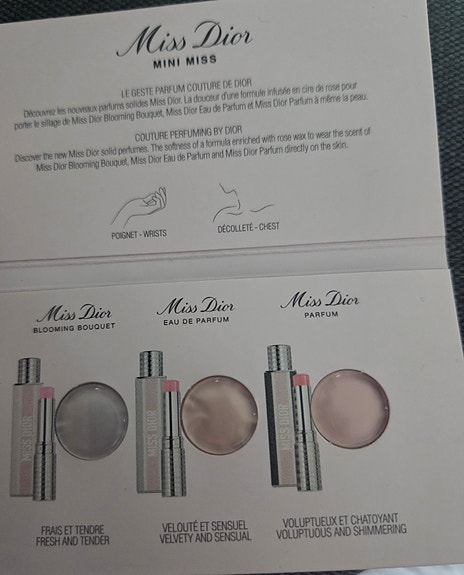 Miss Dior
MINI MISS
LE GESTE PARFUM COUTURE DE DIOR
Découvrez les nouveaux parfums solides Miss Dior. La douceur d'une formule infusée en cire de rose pour
porter le sillage de Miss Dior Blooming Bouquet, Miss Dior Eau de Parfum et Miss Dior Parfum à même la peau.
COUTURE PERFUMING BY DIOR
Discover the new Miss Dior solid perfumes. The softness of a formula enriched with rose wax to wear the scent of
Miss Dior Blooming Bouquet, Miss Dior Eau de Parfum and Miss Dior Parfum directly on the skin.
POIGNET - WRISTS
DÉCOLLETÉ - CHEST
Miss Dior
BLOOMING BOUQUET
MISS DIOR
FRAIS ET TENDRE
FRESH AND TENDER
Miss Dior
EAU DE PARFUM
MISS DIOR
VELOUTÉ ET SENSUEL
VELVETY AND SENSUAL
Miss Dior
PARFUM
MISS DIOR
VOLUPTUEUX ET CHATOYANT
VOLUPTUOUS AND SHIMMERING